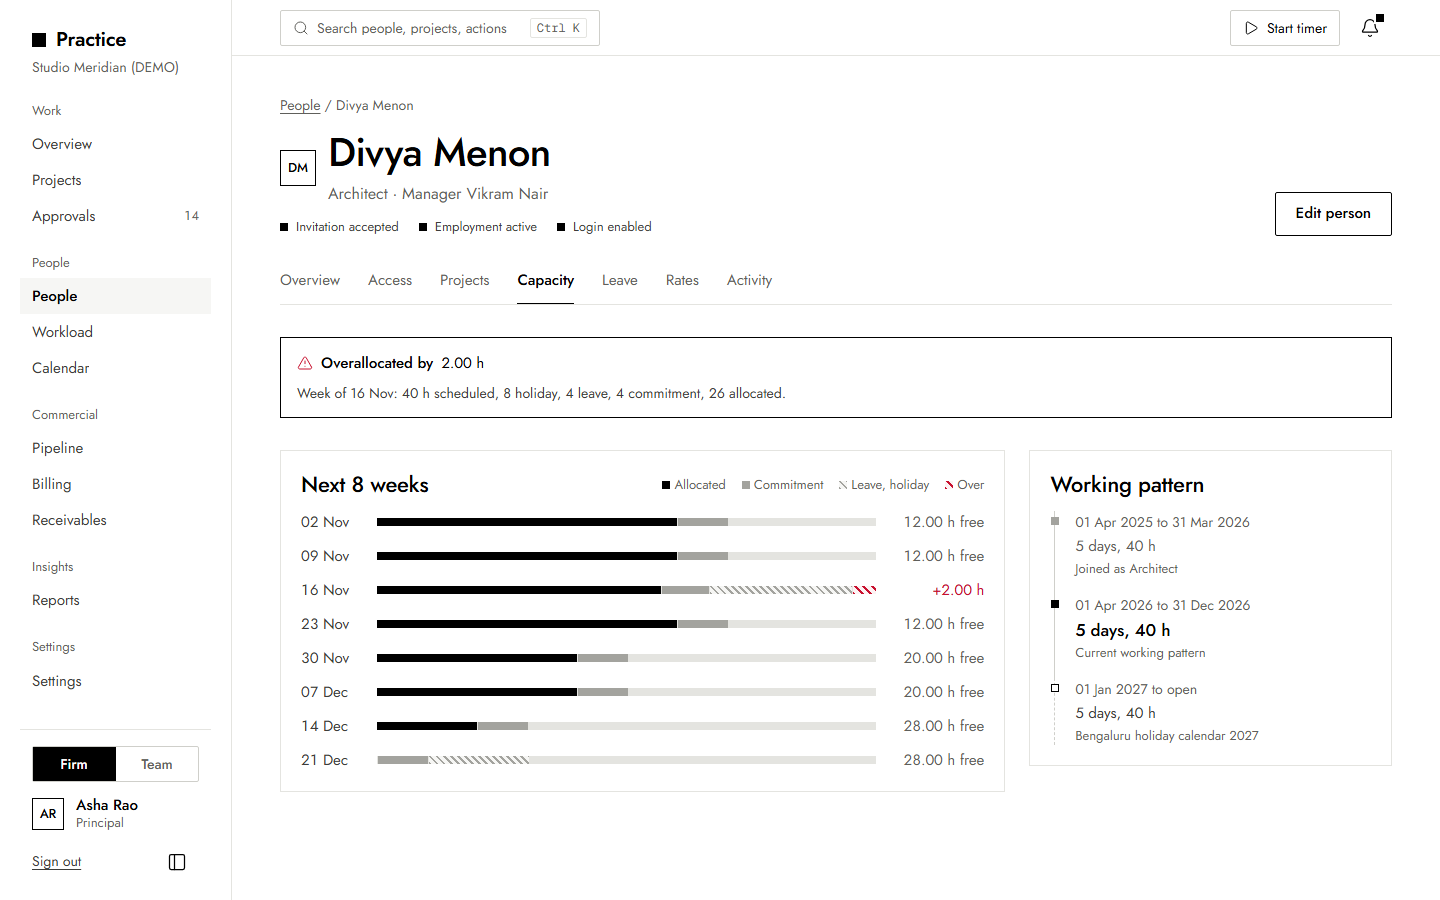 Practice
Studio Meridian (DEMO)
Work
Overview
Projects
Approvals 14
People
People
Workload
Calendar
Commercial
Pipeline
Billing
Receivables
Insights
Reports
Settings
Settings
Firm Team
AR
Asha Rao
Principal
Sign out
Search people, projects, actions Ctrl K
Start timer
People / Divya Menon
DM
Divya Menon
Architect · Manager Vikram Nair
Invitation accepted Employment active Login enabled
Edit person
Overview Access Projects Capacity Leave Rates Activity
Overallocated by 2.00 h
Week of 16 Nov: 40 h scheduled, 8 holiday, 4 leave, 4 commitment, 26 allocated.
Next 8 weeks
Allocated Commitment Leave, holiday Over
02 Nov 12.00 h free
09 Nov 12.00 h free
16 Nov +2.00 h
23 Nov 12.00 h free
30 Nov 20.00 h free
07 Dec 20.00 h free
14 Dec 28.00 h free
21 Dec 28.00 h free
Working pattern
01 Apr 2025 to 31 Mar 2026
5 days, 40 h
Joined as Architect
01 Apr 2026 to 31 Dec 2026
5 days, 40 h
Current working pattern
01 Jan 2027 to open
5 days, 40 h
Bengaluru holiday calendar 2027